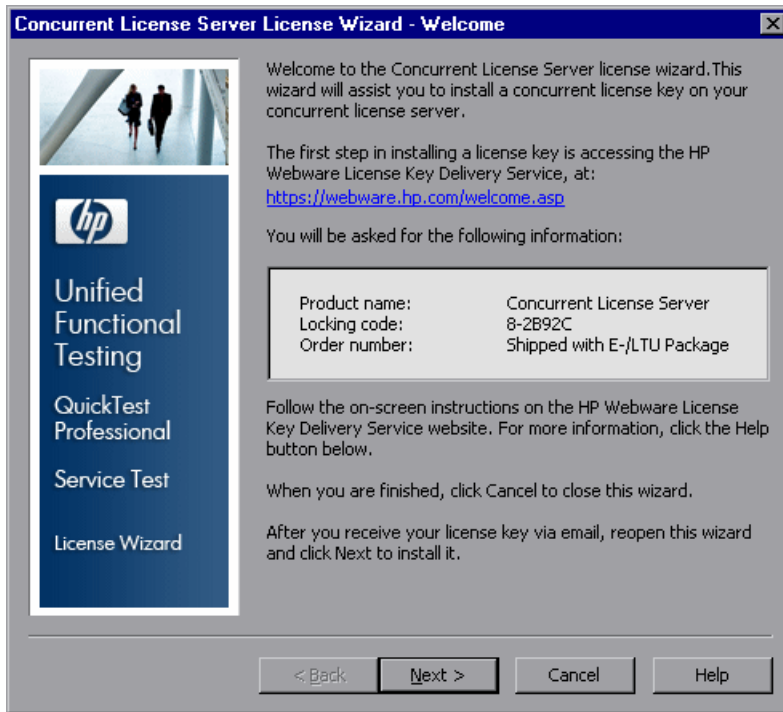 Concurrent License Server License Wizard - Welcome
hp
Unified
Functional
Testing
QuickTest
Professional
Service Test
License Wizard
Welcome to the Concurrent License Server license wizard.This
wizard will assist you to install a concurrent license key on your
concurrent license server.
The first step in installing a license key is accessing the HP
Webware License Key Delivery Service, at:
https://webware.hp.com/welcome.asp
You will be asked for the following information:
Product name: Concurrent License Server
Locking code: 8-2B92C
Order number: Shipped with E-/LTU Package
Follow the on-screen instructions on the HP Webware License
Key Delivery Service website. For more information, click the Help
button below.
When you are finished, click Cancel to close this wizard.
After you receive your license key via email, reopen this wizard
and click Next to install it.
< Back Next > Cancel Help